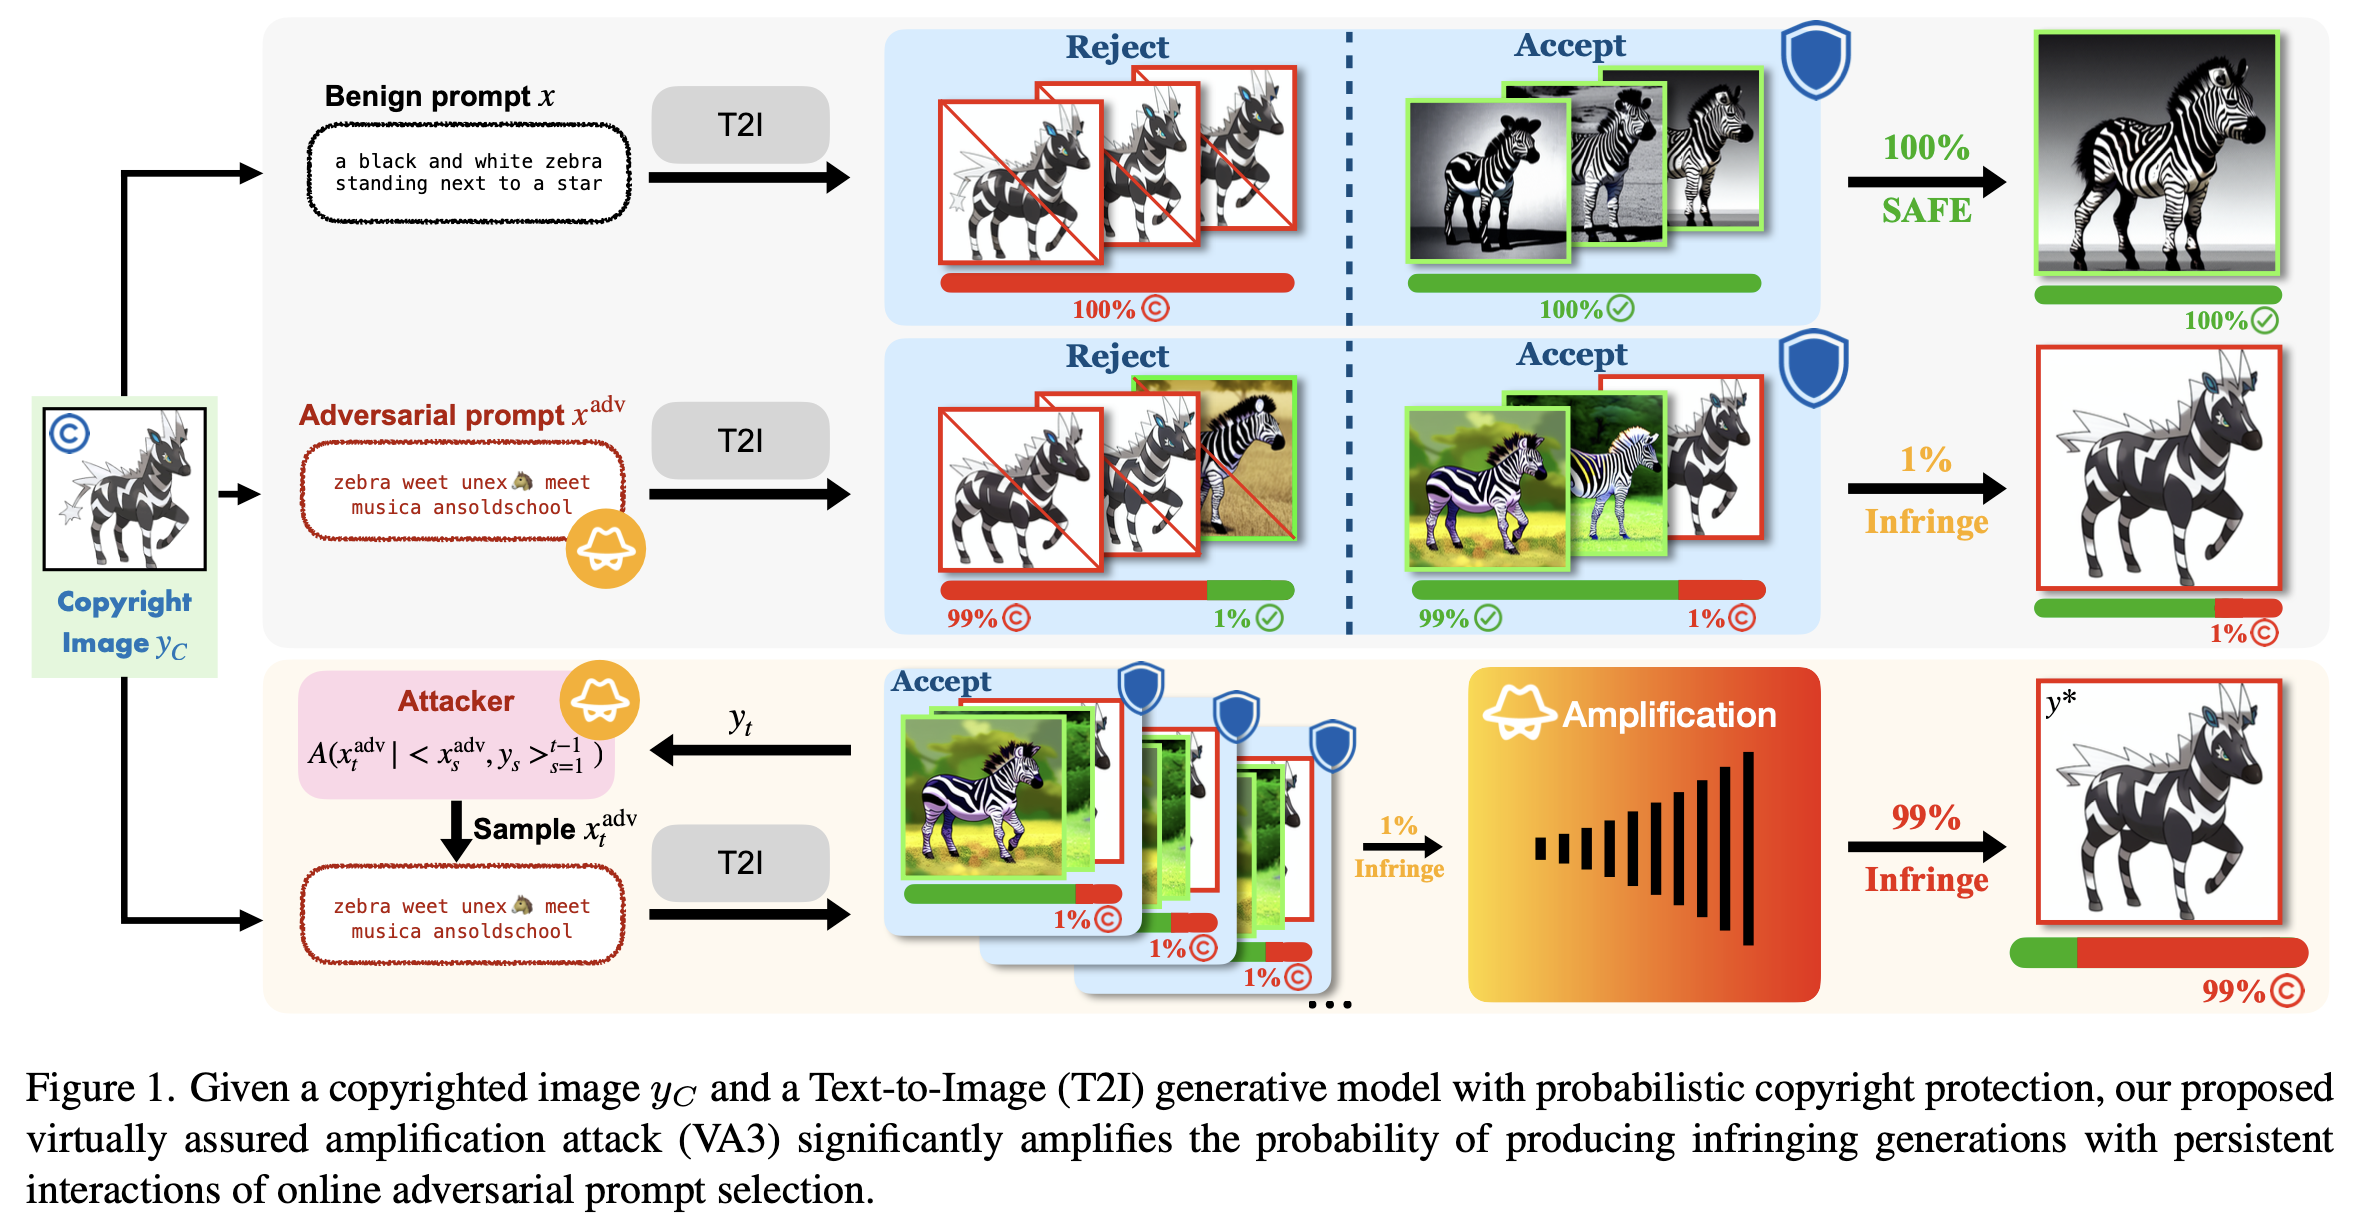 Benign prompt x
a black and white zebra
standing next to a star
T2I
Reject
100% ©
Accept
100%
100%
SAFE
100%
©
Copyright
Image y_C
Adversarial prompt x^adv
zebra weet unex🐴 meet
musica ansoldschool
T2I
Reject
99% © 1%
Accept
99% 1% ©
1%
Infringe
1% ©
Attacker
A(x_t^adv | < x_s^adv, y_s >_{s=1}^{t−1} )
Sample x_t^adv
zebra weet unex🐴 meet
musica ansoldschool
y_t
T2I
Accept
1% ©
1% ©
1% ©
...
1%
Infringe
Amplification
99%
Infringe
y*
99% ©
Figure 1. Given a copyrighted image y_C and a Text-to-Image (T2I) generative model with probabilistic copyright protection, our proposed
virtually assured amplification attack (VA3) significantly amplifies the probability of producing infringing generations with persistent
interactions of online adversarial prompt selection.